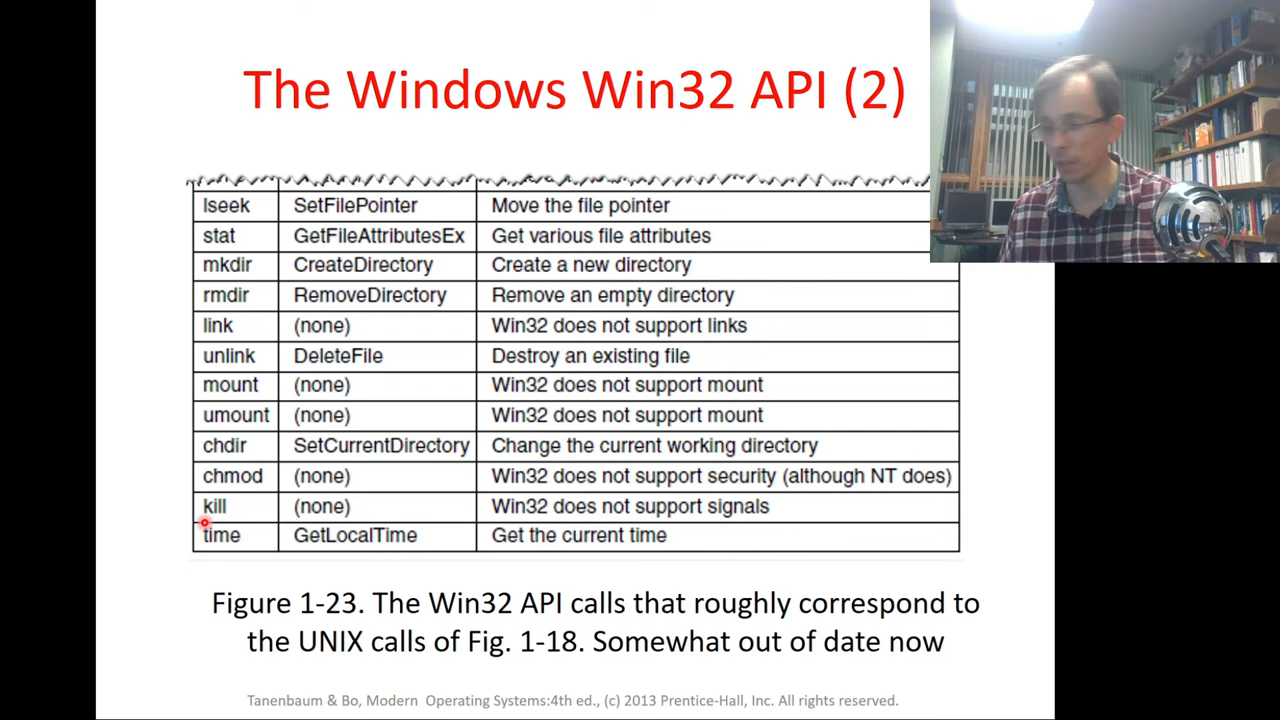 The Windows Win32 API (2)
lseek SetFilePointer Move the file pointer
stat GetFileAttributesEx Get various file attributes
mkdir CreateDirectory Create a new directory
rmdir RemoveDirectory Remove an empty directory
link (none) Win32 does not support links
unlink DeleteFile Destroy an existing file
mount (none) Win32 does not support mount
umount (none) Win32 does not support mount
chdir SetCurrentDirectory Change the current working directory
chmod (none) Win32 does not support security (although NT does)
kill (none) Win32 does not support signals
time GetLocalTime Get the current time
Figure 1-23. The Win32 API calls that roughly correspond to
the UNIX calls of Fig. 1-18. Somewhat out of date now
Tanenbaum & Bo, Modern Operating Systems:4th ed., (c) 2013 Prentice-Hall, Inc. All rights reserved.